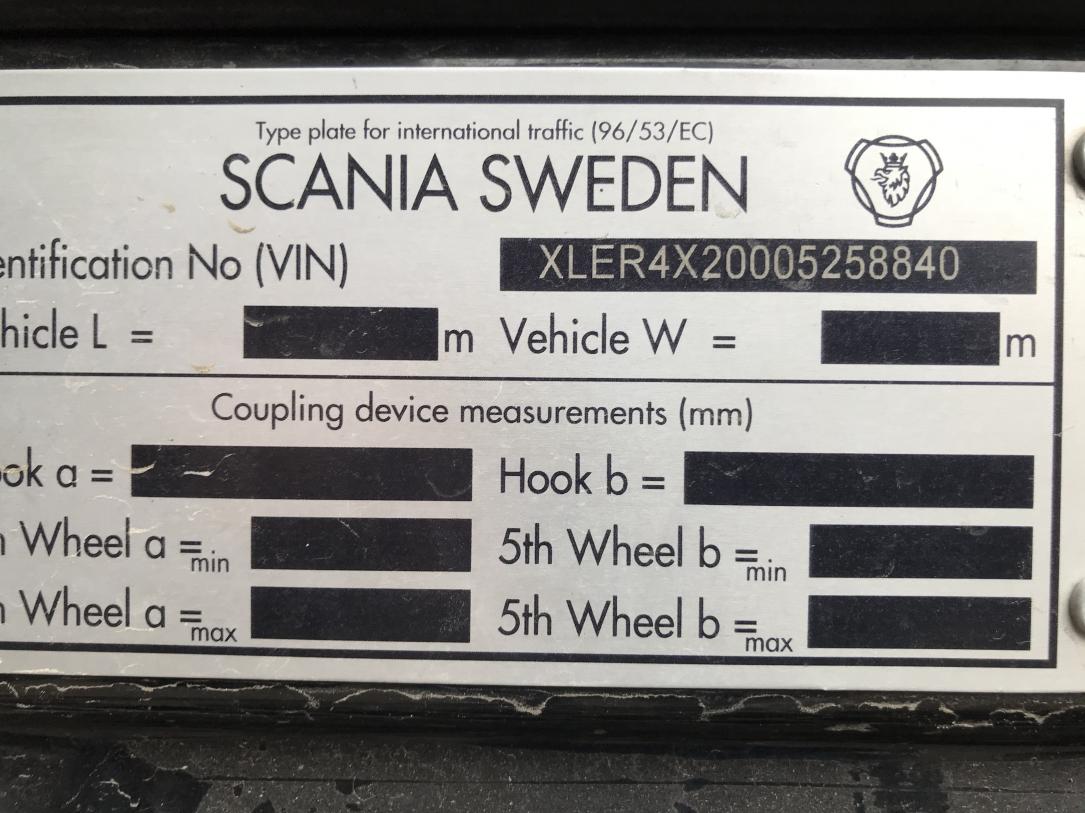 Type plate for international traffic (96/53/EC)
SCANIA SWEDEN
entification No (VIN) XLER4X20005258840
hicle L = m Vehicle W = m
Coupling device measurements (mm)
ok a = Hook b =
Wheel a = min 5th Wheel b = min
Wheel a = max 5th Wheel b = max